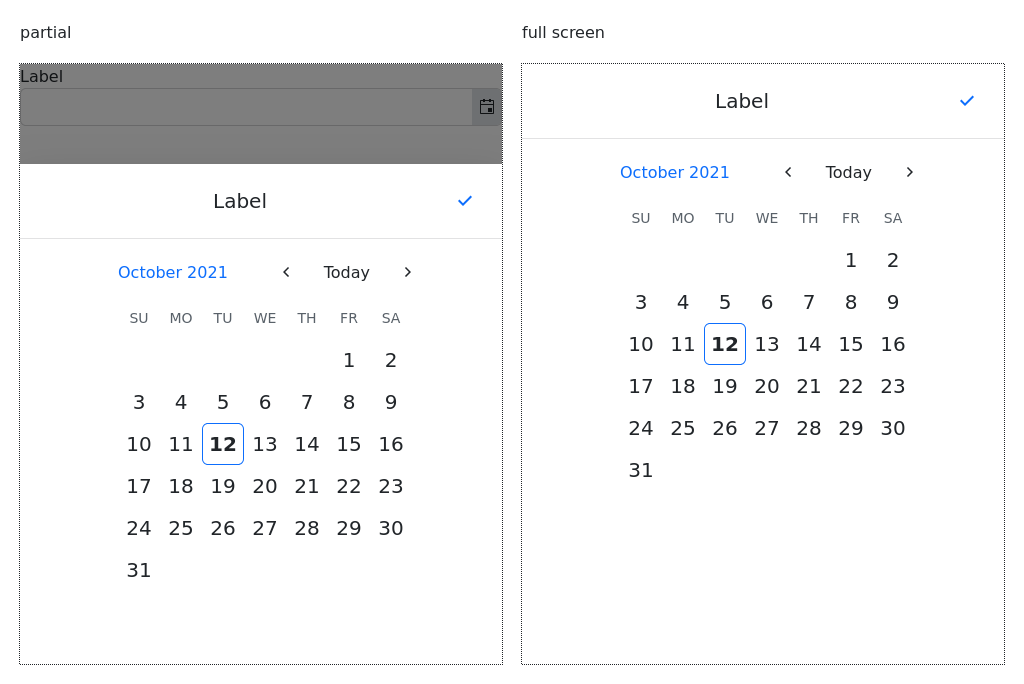 partial
Label
Label
October 2021 Today
SU MO TU WE TH FR SA
1 2
3 4 5 6 7 8 9
10 11 12 13 14 15 16
17 18 19 20 21 22 23
24 25 26 27 28 29 30
31
full screen
Label
October 2021 Today
SU MO TU WE TH FR SA
1 2
3 4 5 6 7 8 9
10 11 12 13 14 15 16
17 18 19 20 21 22 23
24 25 26 27 28 29 30
31